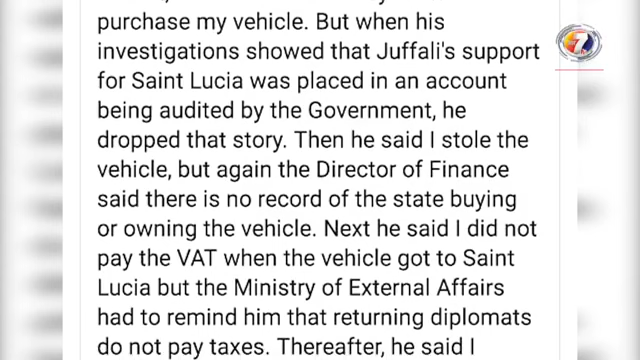 purchase my vehicle. But when his
investigations showed that Juffali's support
for Saint Lucia was placed in an account
being audited by the Government, he
dropped that story. Then he said I stole the
vehicle, but again the Director of Finance
said there is no record of the state buying
or owning the vehicle. Next he said I did not
pay the VAT when the vehicle got to Saint
Lucia but the Ministry of External Affairs
had to remind him that returning diplomats
do not pay taxes. Thereafter, he said I
7